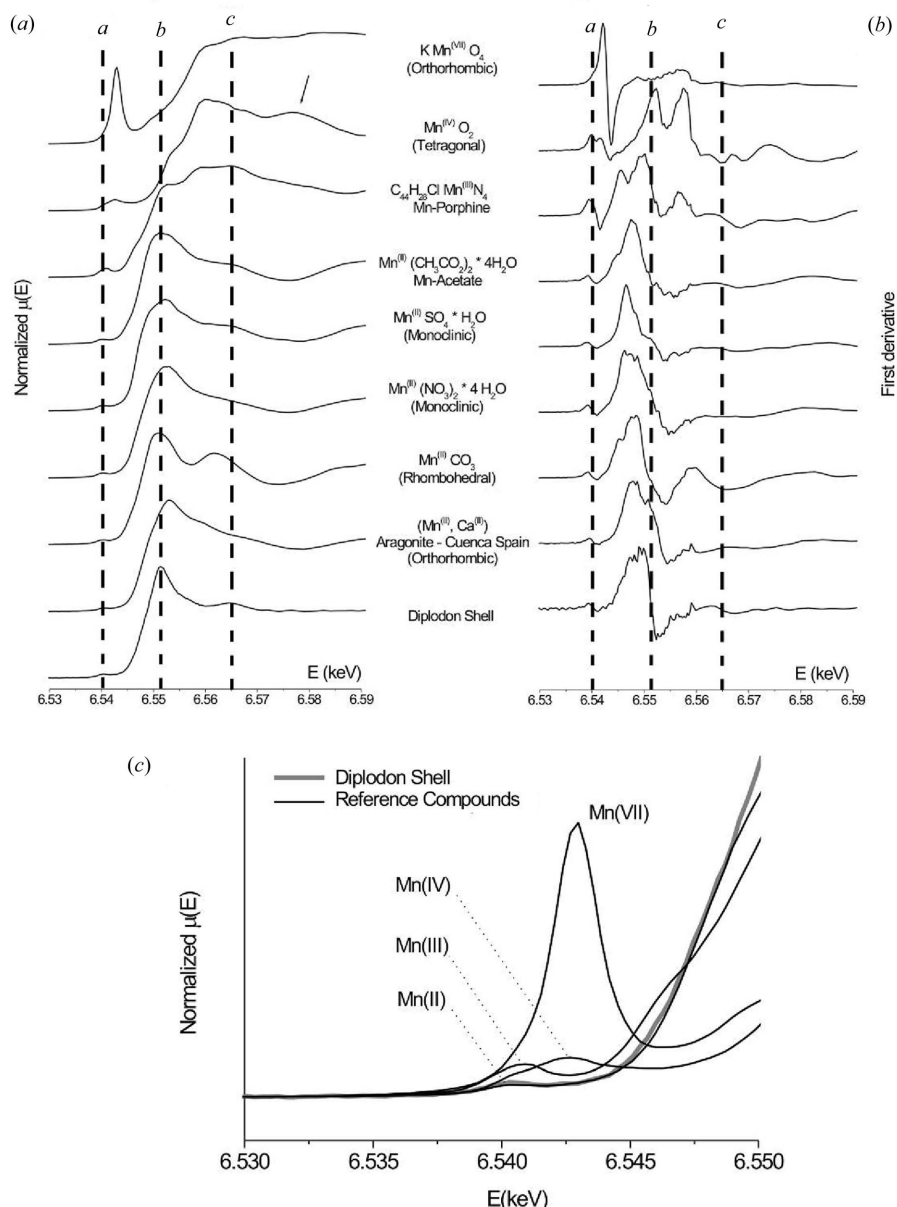 (a)
a
b
c
a
b
c
(b)
K Mn(VII) O4
(Orthorhombic)
Mn(IV) O2
(Tetragonal)
C44H28Cl Mn(III)N4
Mn-Porphine
Mn(II) (CH3CO2)2 * 4H2O
Mn-Acetate
Mn(II) SO4 * H2O
(Monoclinic)
Mn(II) (NO3)2 * 4 H2O
(Monoclinic)
Mn(II) CO3
(Rhombohedral)
(Mn(II), Ca(II))
Aragonite - Cuenca Spain
(Orthorhombic)
Diplodon Shell
Normalized μ(E)
First derivative
E (keV)
E (keV)
6.53 6.54 6.55 6.56 6.57 6.58 6.59
6.53 6.54 6.55 6.56 6.57 6.58 6.59
(c)
Diplodon Shell
Reference Compounds
Mn(VII)
Mn(IV)
Mn(III)
Mn(II)
Normalized μ(E)
6.530 6.535 6.540 6.545 6.550
E(keV)